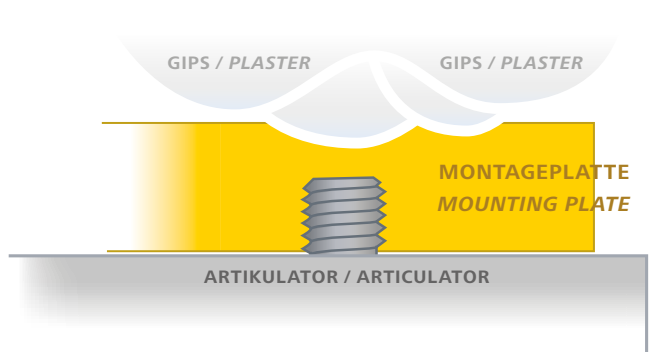 GIPS / PLASTER
GIPS / PLASTER
MONTAGEPLATTE
MOUNTING PLATE
ARTIKULATOR / ARTICULATOR